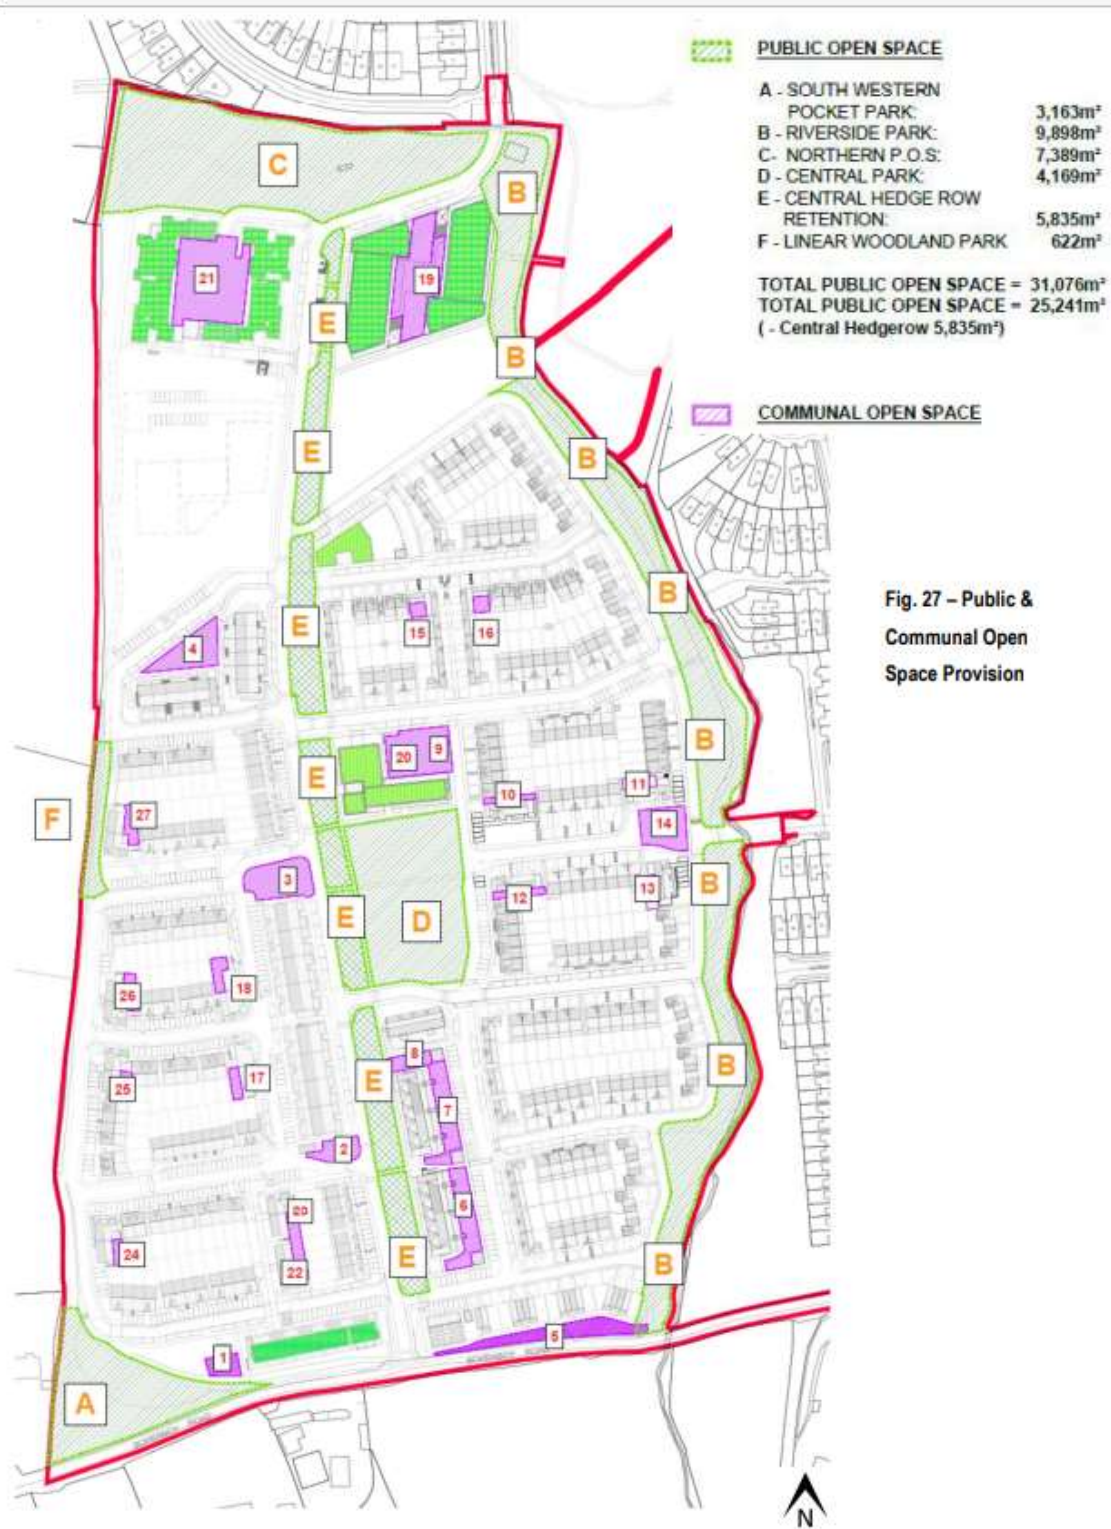 PUBLIC OPEN SPACE
A - SOUTH WESTERN
POCKET PARK: 3,163m²
B - RIVERSIDE PARK: 9,898m²
C- NORTHERN P.O.S: 7,389m²
D - CENTRAL PARK: 4,169m²
E - CENTRAL HEDGE ROW
RETENTION: 5,835m²
F - LINEAR WOODLAND PARK 622m²
TOTAL PUBLIC OPEN SPACE = 31,076m²
TOTAL PUBLIC OPEN SPACE = 25,241m²
( - Central Hedgerow 5,835m²)
COMMUNAL OPEN SPACE
Fig. 27 – Public &
Communal Open
Space Provision
C
B
21
19
E
B
E
B
B
E
15
16
4
B
E
20
9
10
11
F
27
14
3
12
13
B
E
D
26
18
8
B
E
25
17
7
2
6
20
24
22
E
B
5
1
A
N